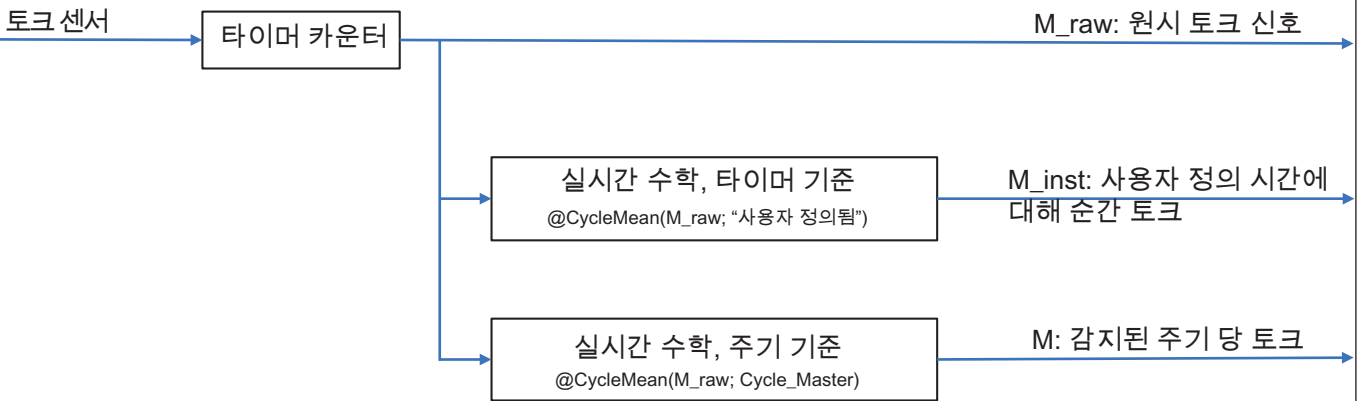 토크 센서
타이머 카운터
M_raw: 원시 토크 신호
실시간 수학, 타이머 기준
@CycleMean(M_raw; “사용자 정의됨”)
M_inst: 사용자 정의 시간에
대해 순간 토크
실시간 수학, 주기 기준
@CycleMean(M_raw; Cycle_Master)
M: 감지된 주기 당 토크